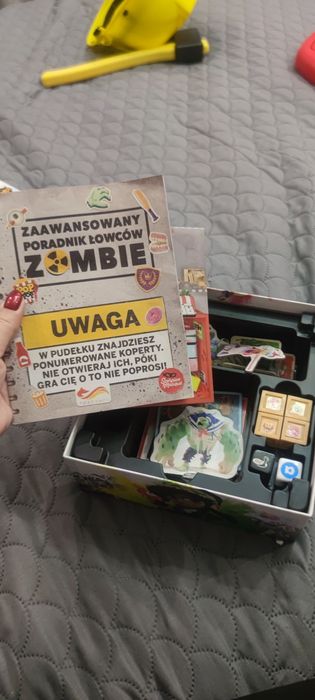 ZAAWANSOWANY
PORADNIK ŁOWCÓW
ZOMBIE
UWAGA
W PUDEŁKU ZNAJDZIESZ
PONUMEROWANE KOPERTY.
NIE OTWIERAJ ICH, PÓKI
GRA CIĘ O TO NIE POPROSI!